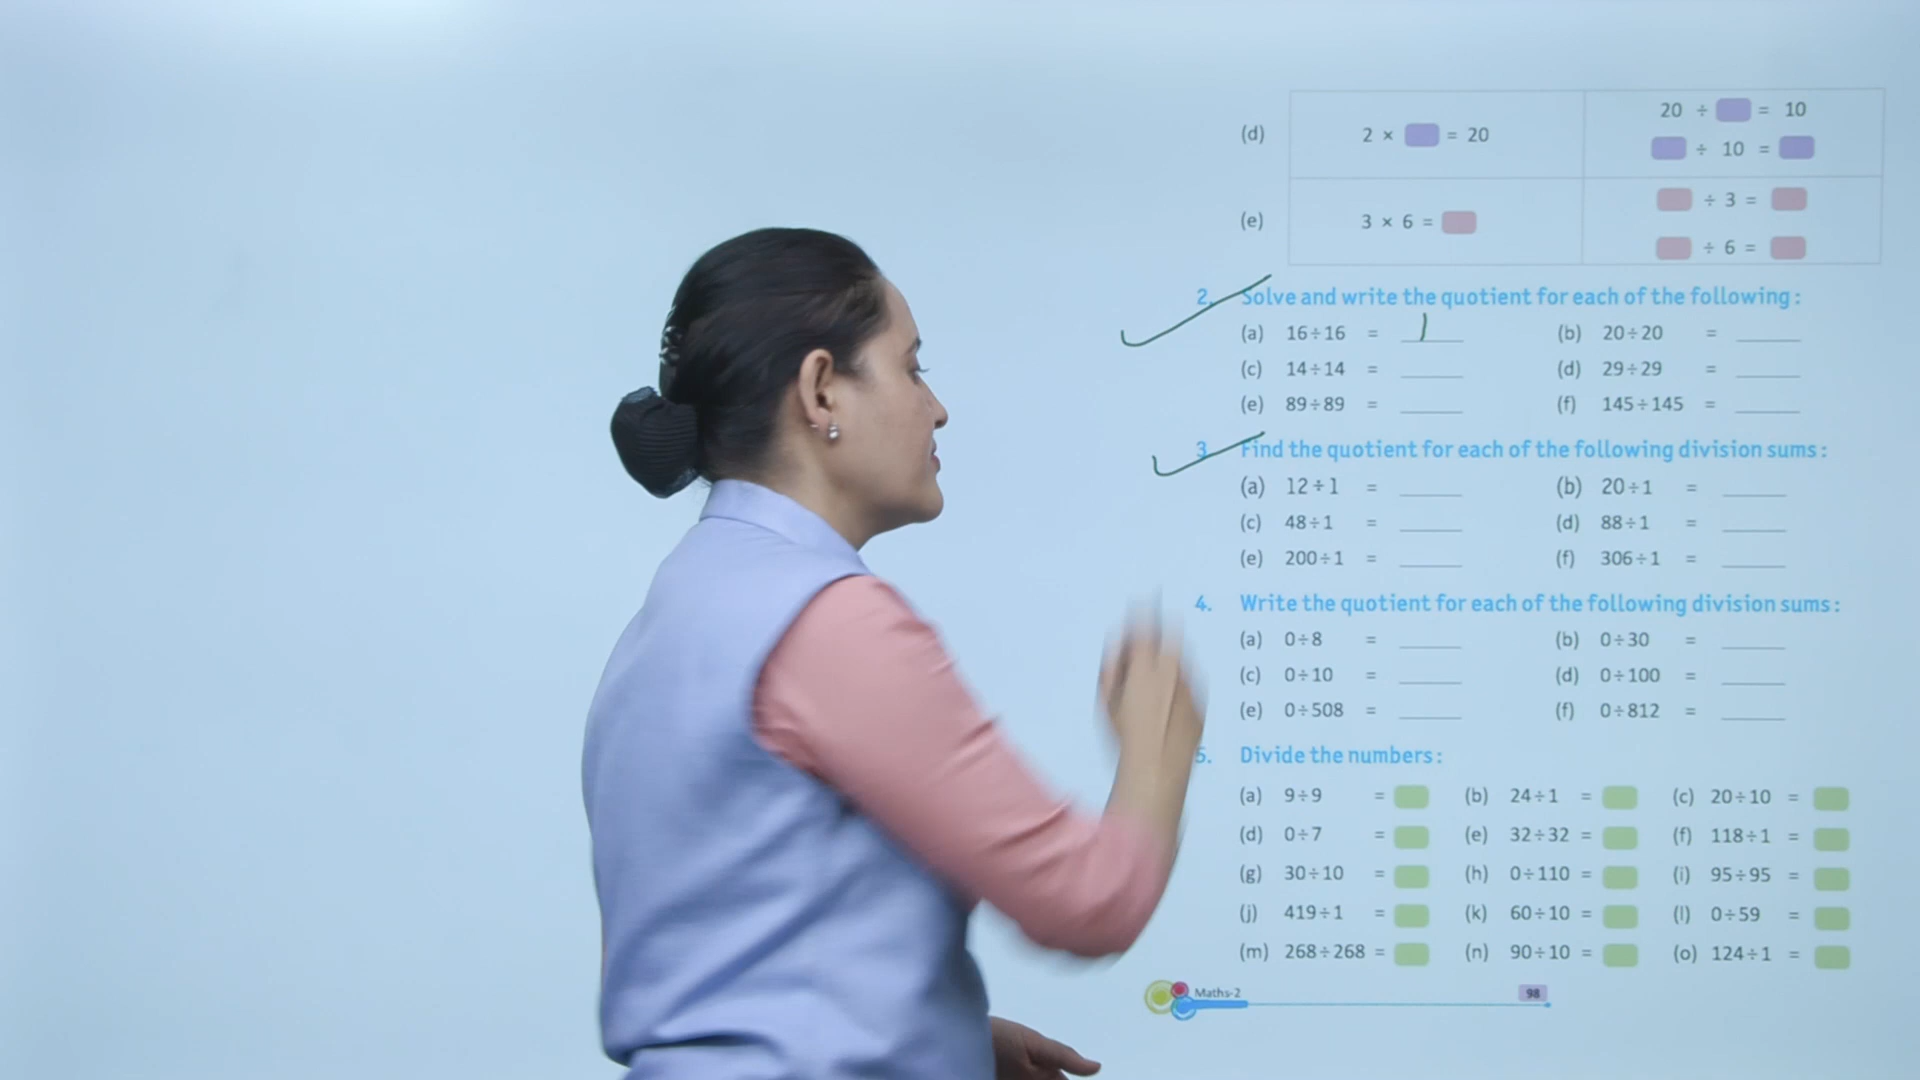 (d) 2 × = 20 20 ÷ = 10
÷ 10 =
(e) 3 × 6 = ÷ 3 =
÷ 6 =
2. Solve and write the quotient for each of the following :
(a) 16÷16 = 1 (b) 20÷20 =
(c) 14÷14 = (d) 29÷29 =
(e) 89÷89 = (f) 145÷145 =
3. Find the quotient for each of the following division sums :
(a) 12÷1 = (b) 20÷1 =
(c) 48÷1 = (d) 88÷1 =
(e) 200÷1 = (f) 306÷1 =
4. Write the quotient for each of the following division sums :
(a) 0÷8 = (b) 0÷30 =
(c) 0÷10 = (d) 0÷100 =
(e) 0÷508 = (f) 0÷812 =
5. Divide the numbers :
(a) 9÷9 = (b) 24÷1 = (c) 20÷10 =
(d) 0÷7 = (e) 32÷32 = (f) 118÷1 =
(g) 30÷10 = (h) 0÷110 = (i) 95÷95 =
(j) 419÷1 = (k) 60÷10 = (l) 0÷59 =
(m) 268÷268 = (n) 90÷10 = (o) 124÷1 =
Maths-2 98